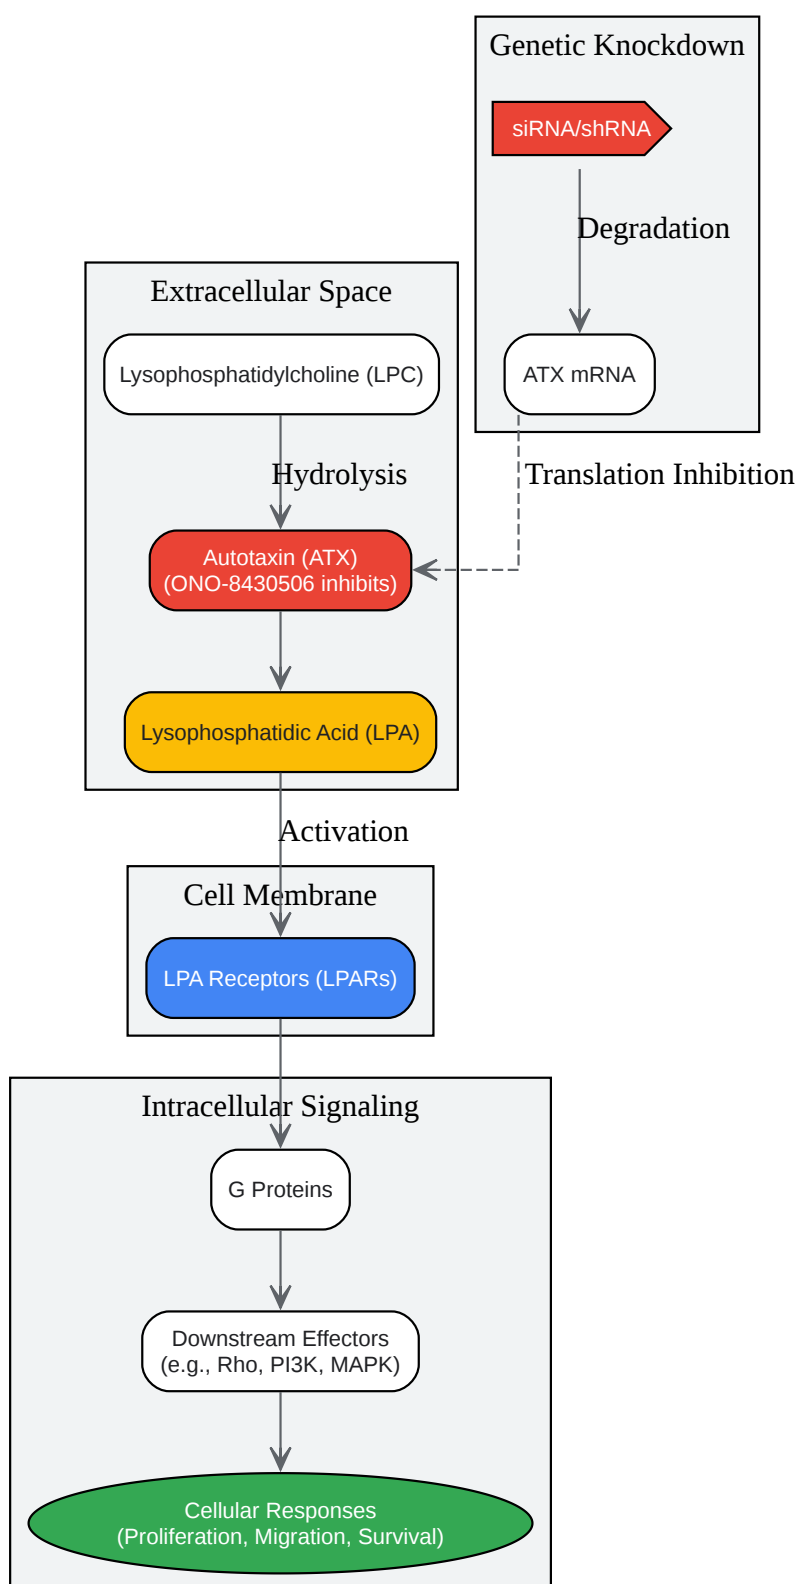 Genetic Knockdown
siRNA/shRNA
Degradation
Extracellular Space
Lysophosphatidylcholine (LPC)
ATX mRNA
Hydrolysis
Translation Inhibition
Autotaxin (ATX)
(ONO-8430506 inhibits)
Lysophosphatidic Acid (LPA)
Activation
Cell Membrane
LPA Receptors (LPARs)
Intracellular Signaling
G Proteins
Downstream Effectors
(e.g., Rho, PI3K, MAPK)
Cellular Responses
(Proliferation, Migration, Survival)